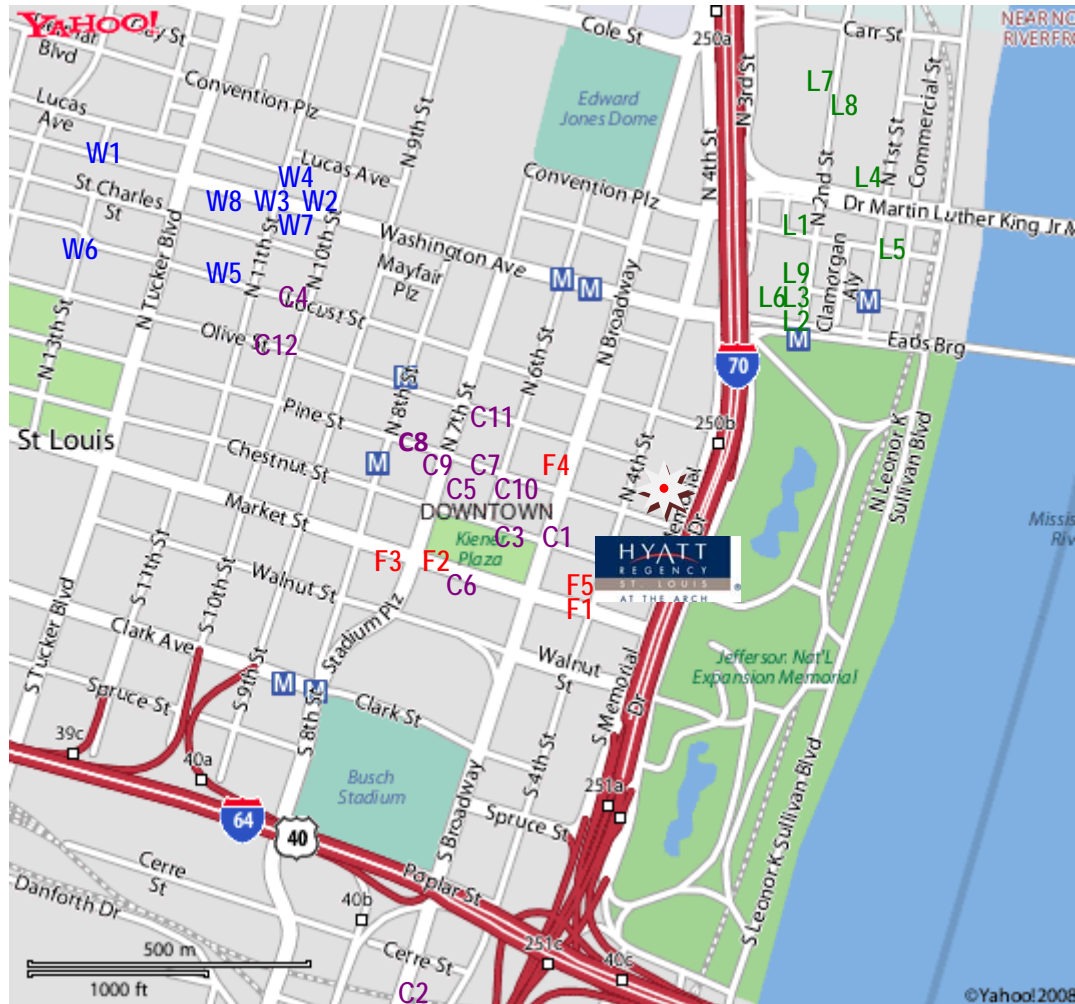 YAHOO!
Blvd
ay St
Cole St
250a
Carr St
NEAR NO
RIVERFRO
Convention Plz
Edward
Jones Dome
N 3rd St
L7
L8
Lucas
Ave
N 9th St
N 4th St
N 1st St
Commercial St
W1
W4
Lucas Ave
Convention Plz
L4
N 2nd St
St Charles
St
W8
W3
W2
Dr Martin Luther King Jr M
W7
L1
W6
Washington Ave
L5
W5
N 11th St
N 10th St
Mayfair
Plz
M
M
L9
Clamorgan
Aly
N Tucker Blvd
C4
Locust St
L6
L3
M
L2
N 13th St
Olive St
C12
N 6th St
N Broadway
M
Eads Brg
70
N 8th St
Pine St
N 7th St
C11
250b
St Louis
C8
N Leonor K
Sullivan Blvd
Chestnut St
M
C9
C7
F4
N 4th St
C5
C10
Market St
DOWNTOWN
Memorial
Dr
Missis
Rive
Kiener
Plaza
C3
C1
HYATT
REGENCY
ST. LOUIS
®
AT THE ARCH
F3
F2
Walnut St
C6
F5
F1
S 11th St
S 10th St
Stadium Plz
Clark Ave
Walnut
St
Jefferson Nat'L
Expansion Memorial
S Tucker Blvd
S 9th St
M
M
Spruce St
S 8th St
Clark St
S Memorial
Dr
39c
40a
Busch
Stadium
S 4th St
251a
64
40
S Broadway
Spruce St
S Leonor K Sullivan Blvd
Cerre
St
Poplar St
Danforth Dr
40b
500 m
Cerre St
251c
40c
1000 ft
C2
©Yahoo!2008